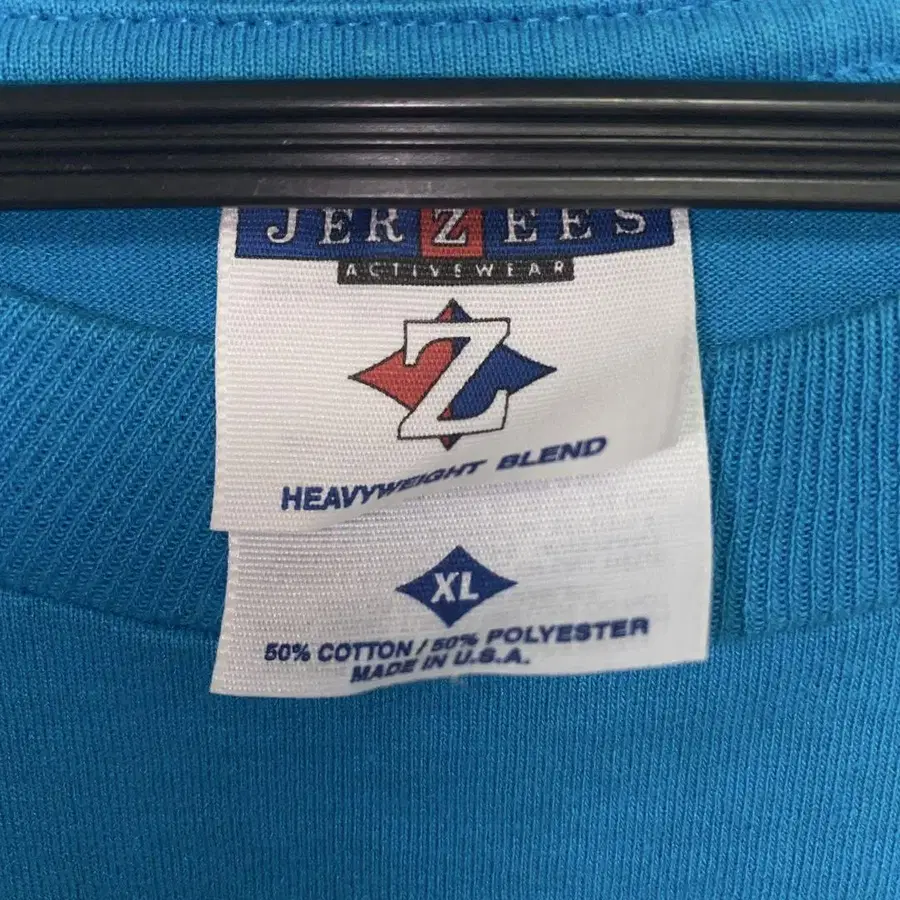 JERZEES
ACTIVEWEAR
Z
HEAVYWEIGHT BLEND
XL
50% COTTON / 50% POLYESTER
MADE IN U.S.A.